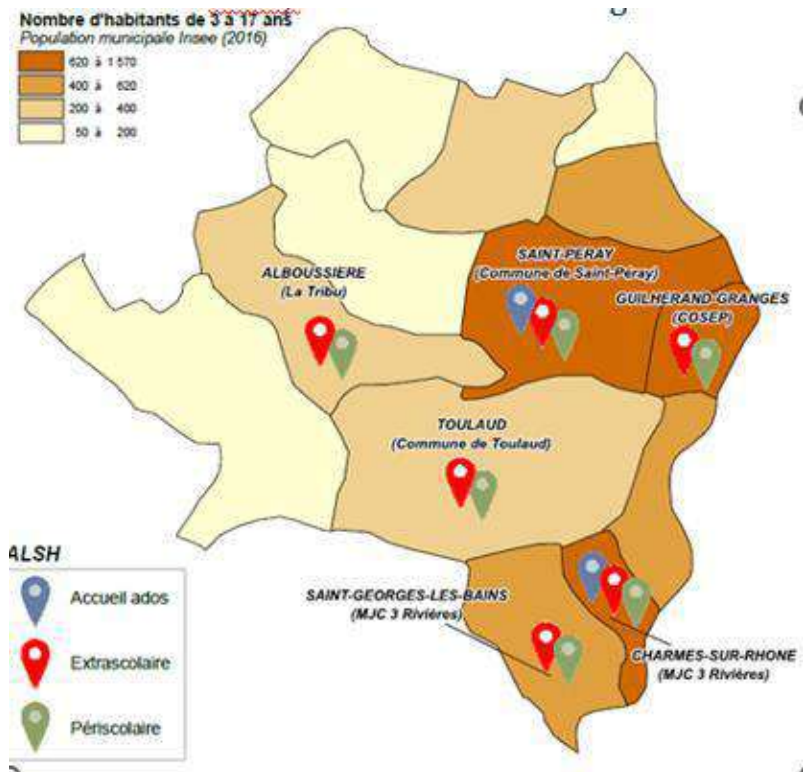 Nombre d'habitants de 3 à 17 ans
Population municipale Insee (2016)
620 à 1 570
400 à 620
200 à 400
50 à 200
SAINT-PERAY
(Commune de Saint-Péray)
ALBOUSSIERE
(La Tribu)
GUILHERAND-GRANGES
(COSEP)
TOULAUD
(Commune de Toulaud)
ALSH
Accueil ados
Extrascolaire
Périscolaire
SAINT-GEORGES-LES-BAINS
(MJC 3 Rivières)
CHARMES-SUR-RHONE
(MJC 3 Rivières)